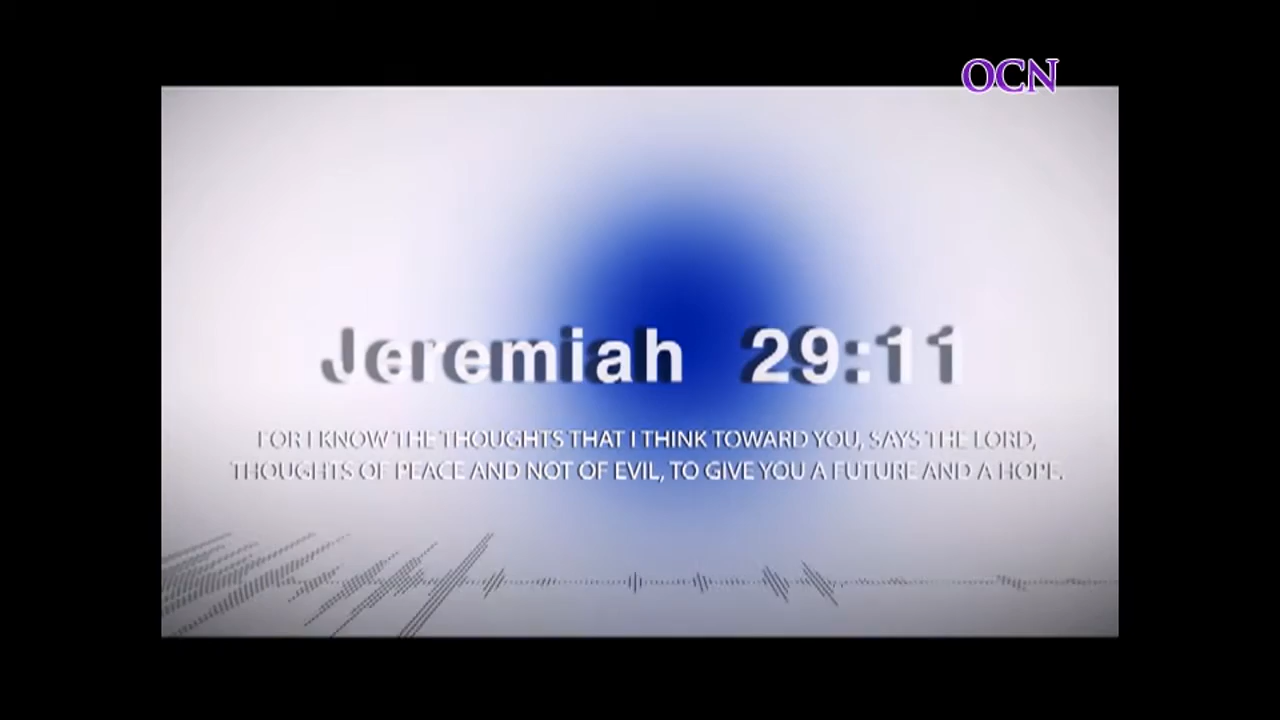 OCN
Jeremiah 29:11
FOR I KNOW THE THOUGHTS THAT I THINK TOWARD YOU, SAYS THE LORD,
THOUGHTS OF PEACE AND NOT OF EVIL, TO GIVE YOU A FUTURE AND A HOPE.